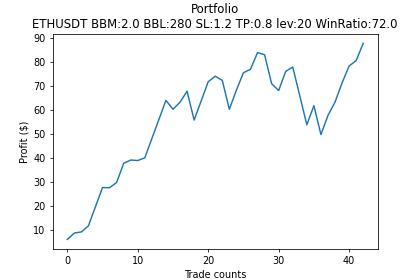 Portfolio
ETHUSDT BBM:2.0 BBL:280 SL:1.2 TP:0.8 lev:20 WinRatio:72.0
90
80
70
60
50
40
30
20
10
Profit ($)
0 10 20 30 40
Trade counts